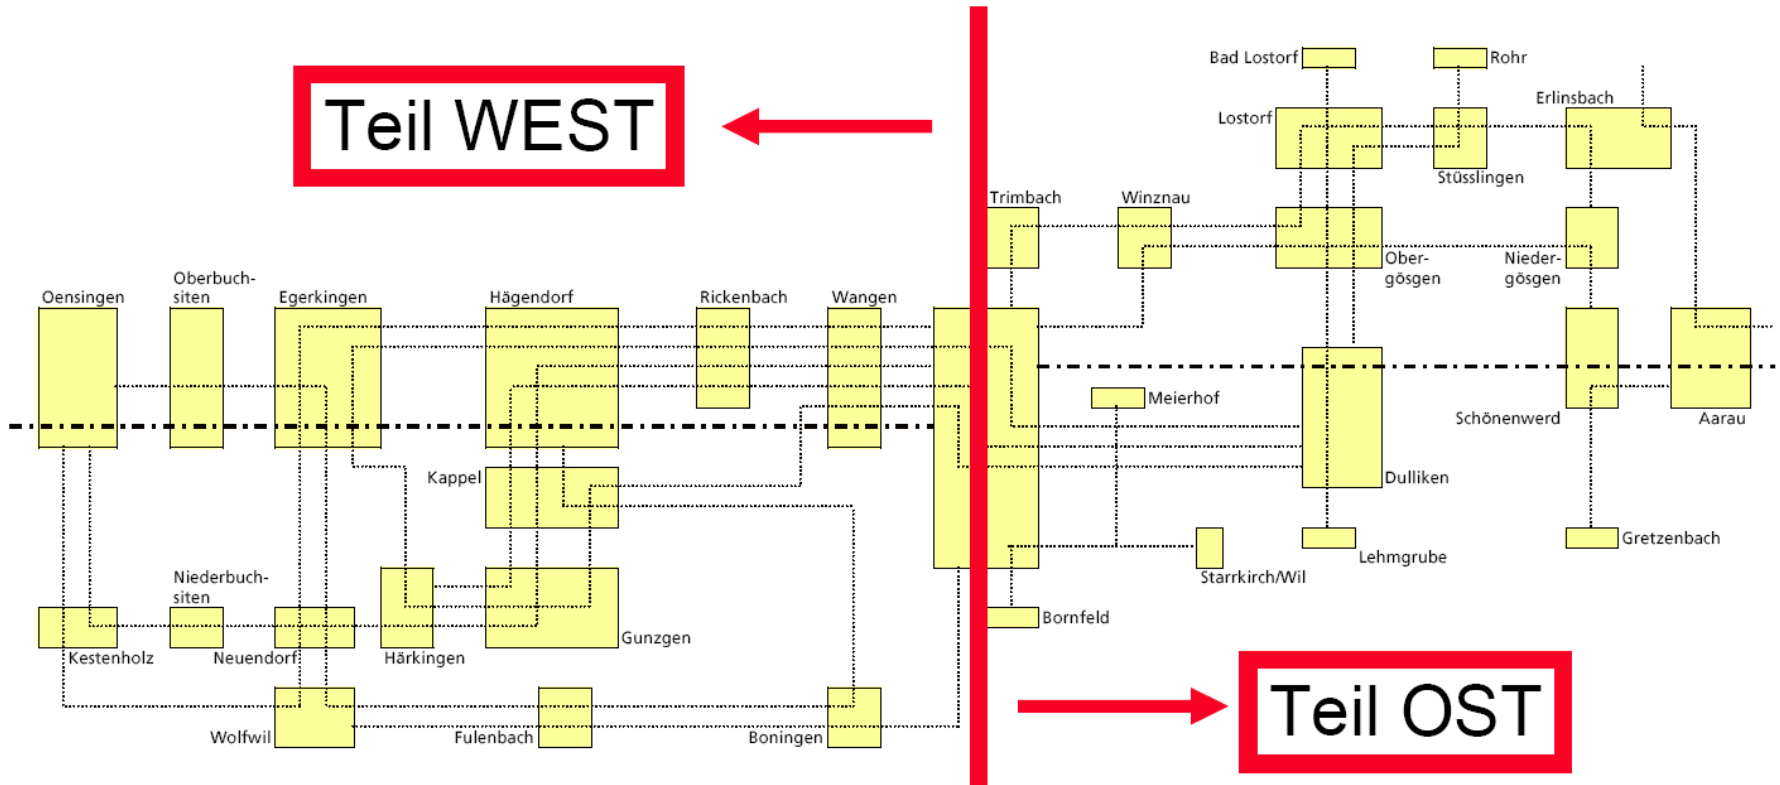 Bad Lostorf
Rohr
Teil WEST
Erlinsbach
Lostorf
Stüsslingen
Trimbach
Winznau
Ober-
gösgen
Nieder-
gösgen
Oberbuch-
siten
Oensingen
Egerkingen
Hägendorf
Rickenbach
Wangen
Meierhof
Schönenwerd
Aarau
Kappel
Dulliken
Gretzenbach
Lehmgrube
Starrkirch/Wil
Niederbuch-
siten
Bornfeld
Gunzgen
Kestenholz
Neuendorf
Härkingen
Teil OST
Wolfwil
Fulenbach
Boningen